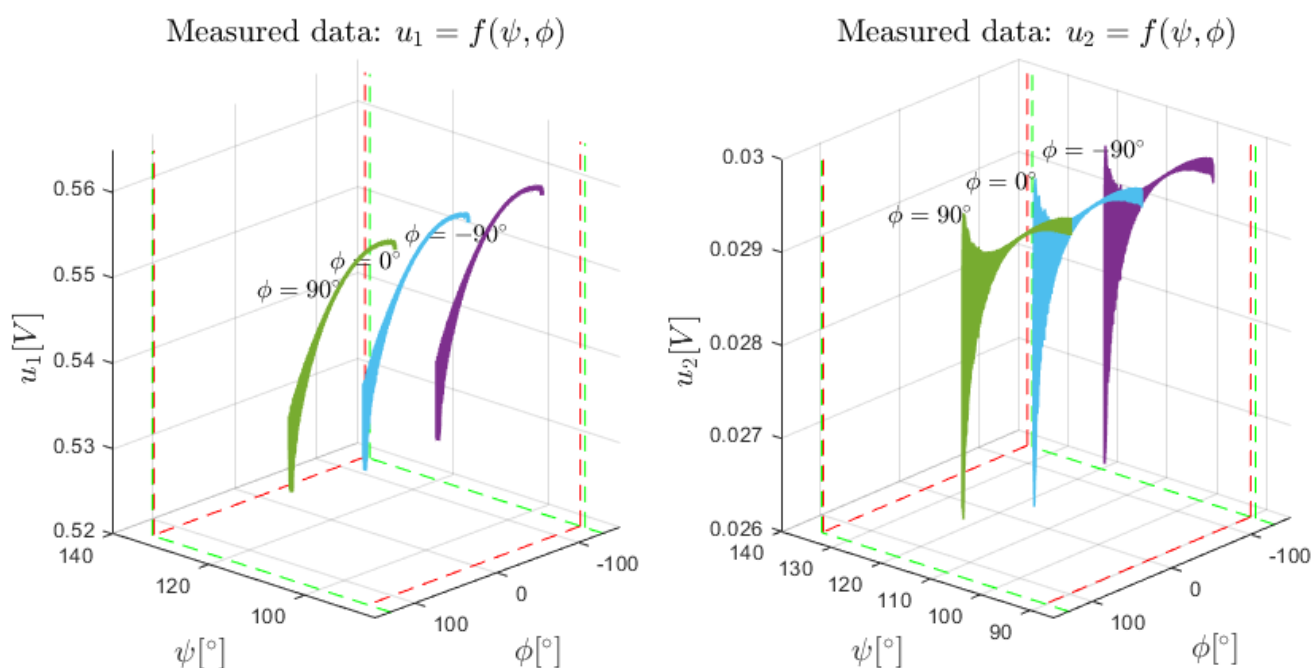 Measured data: u₁ = f(ψ, ϕ)
u₁[V]
0.56
0.55
0.54
0.53
0.52
ϕ = 90°
ϕ = 0°
ϕ = −90°
140
120
100
ψ[°]
100
0
-100
ϕ[°]
Measured data: u₂ = f(ψ, ϕ)
u₂[V]
0.03
0.029
0.028
0.027
0.026
ϕ = 90°
ϕ = 0°
ϕ = −90°
140
130
120
110
100
90
ψ[°]
100
0
-100
ϕ[°]